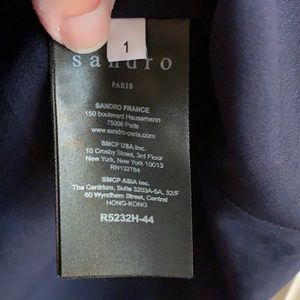 1
sandro
PARIS
SANDRO FRANCE
150 boulevard Haussmann
75008 Paris
www.sandro-paris.com
SMCP USA Inc.
10 Crosby Street, 3rd Floor
New York, New York 10013
RN132784
SMCP ASIA Inc.
The Centrium, Suite 3203A-5A, 32/F
60 Wyndhem Street, Central
HONG-KONG
R5232H-44